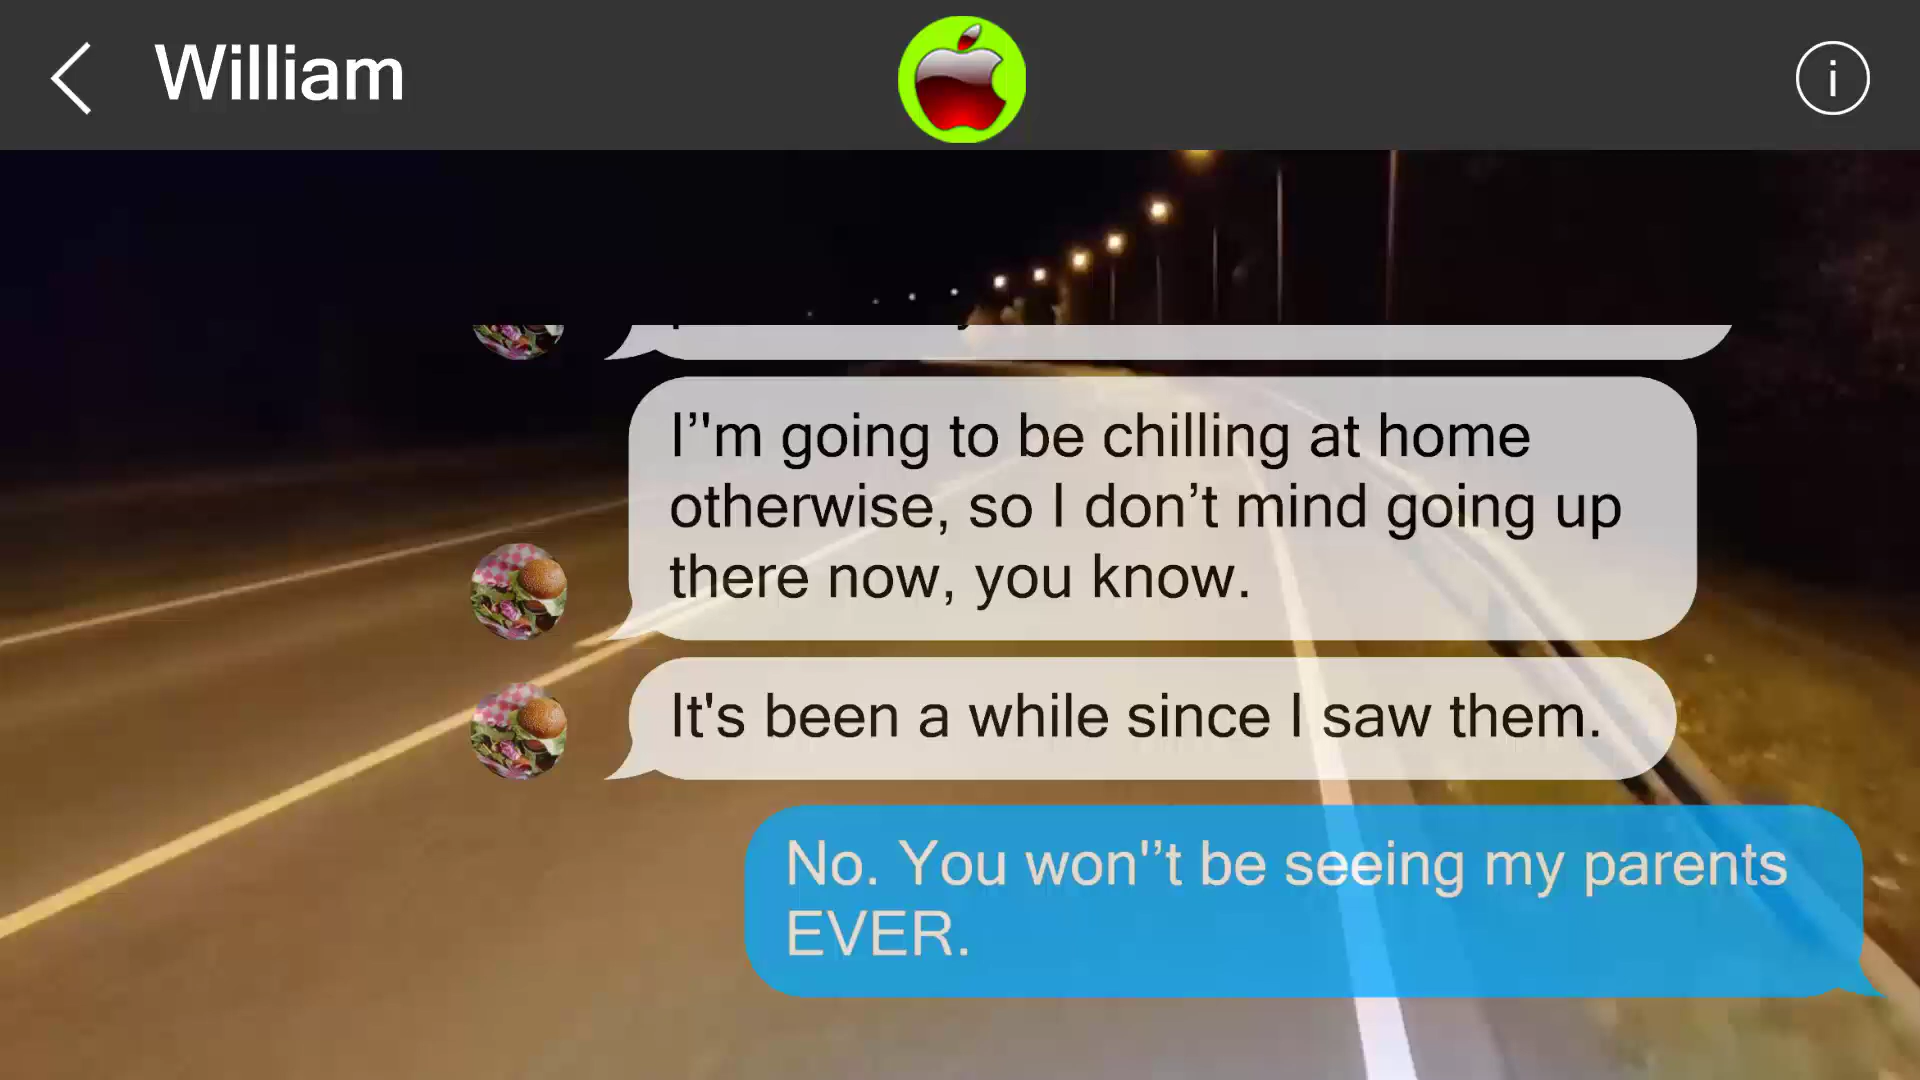 William
I’'m going to be chilling at home
otherwise, so I don’t mind going up
there now, you know.
It's been a while since I saw them.
No. You won'’t be seeing my parents
EVER.